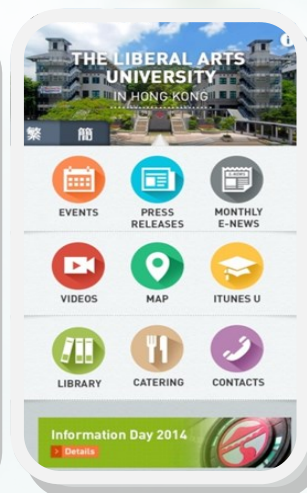 THE LIBERAL ARTS
UNIVERSITY
IN HONG KONG
繁 簡
EVENTS
PRESS
RELEASES
MONTHLY
E-NEWS
VIDEOS
MAP
ITUNES U
LIBRARY
CATERING
CONTACTS
Information Day 2014
> Details